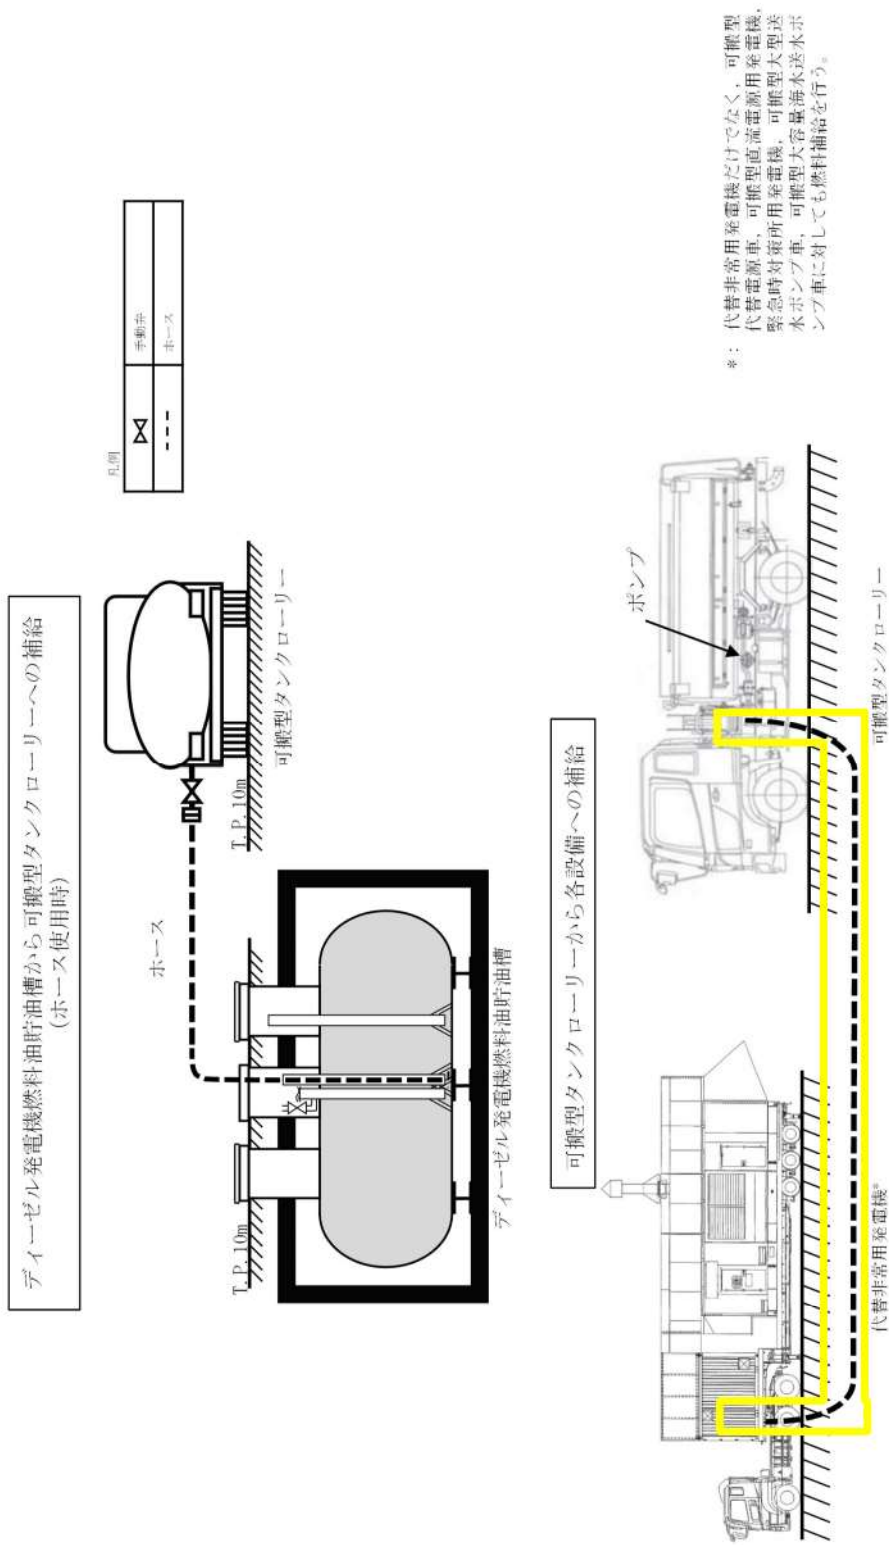 ディーゼル発電機燃料油貯油槽から可搬型タンクローリーへの補給
(ホース使用時)
凡例
手動弁
ホース
ホース
T.P.10m
T.P.10m
可搬型タンクローリー
ディーゼル発電機燃料油貯油槽
可搬型タンクローリーから各設備への補給
ポンプ
代替非常用発電機*
可搬型タンクローリー
*：代替非常用発電機だけでなく，可搬型
代替電源車，可搬型直流電源用発電機，
緊急時対策所用発電機，可搬型大型送
水ポンプ車，可搬型大容量海水送水ポ
ンプ車に対しても燃料補給を行う。